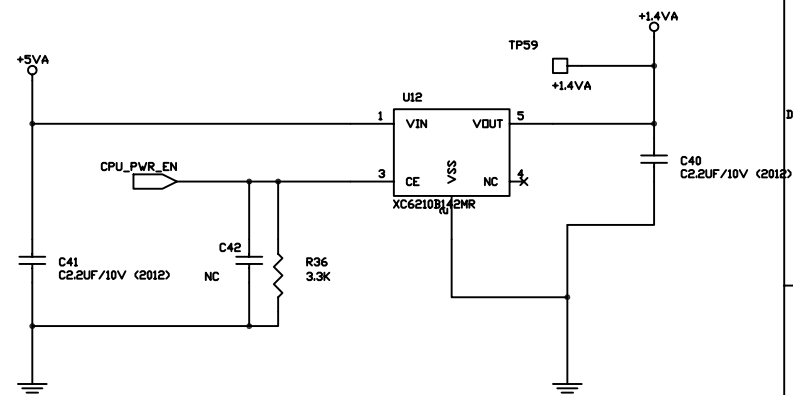 +1.4VA
TP59
+5VA
+1.4VA
U12
1
VIN
VOUT
5
D
CPU_PWR_EN
3
CE
VSS
NC
4
C40
C2.2UF/10V (2012)
XC6210B142MR
2
C42
C41
C2.2UF/10V (2012)
NC
R36
3.3K